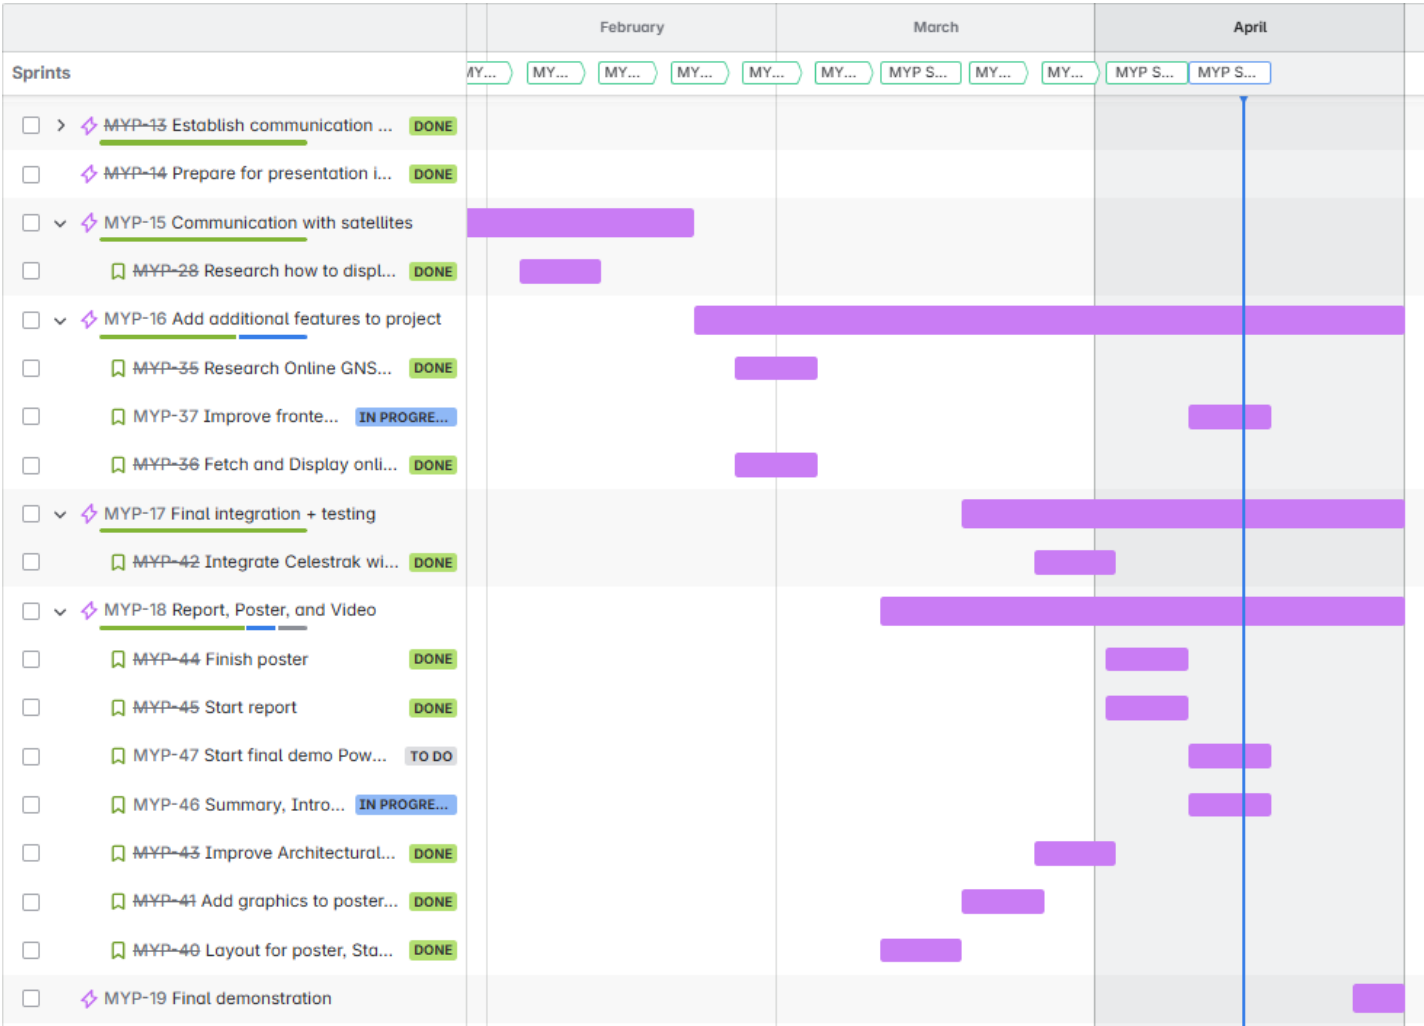 February March April
Sprints MY... MY... MY... MY... MY... MY... MYP S... MY... MY... MYP S... MYP S...
MYP-13 Establish communication ... DONE
MYP-14 Prepare for presentation i... DONE
MYP-15 Communication with satellites
MYP-28 Research how to displ... DONE
MYP-16 Add additional features to project
MYP-35 Research Online GNS... DONE
MYP-37 Improve fronte... IN PROGRE...
MYP-36 Fetch and Display onli... DONE
MYP-17 Final integration + testing
MYP-42 Integrate Celestrak wi... DONE
MYP-18 Report, Poster, and Video
MYP-44 Finish poster DONE
MYP-45 Start report DONE
MYP-47 Start final demo Pow... TO DO
MYP-46 Summary, Intro... IN PROGRE...
MYP-43 Improve Architectural... DONE
MYP-41 Add graphics to poster... DONE
MYP-40 Layout for poster, Sta... DONE
MYP-19 Final demonstration